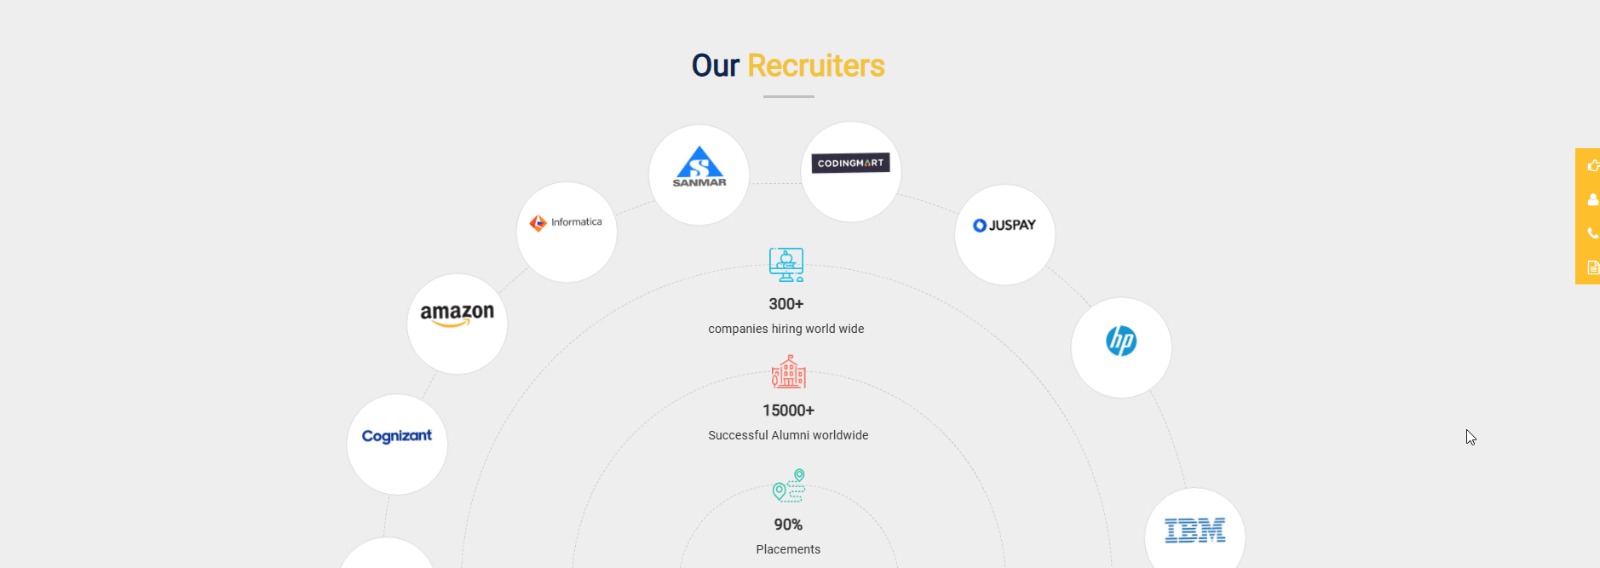 Our Recruiters
SANMAR
CODINGMART
Informatica
JUSPAY
amazon
300+
companies hiring world wide
hp
15000+
Successful Alumni worldwide
Cognizant
90%
Placements
IBM